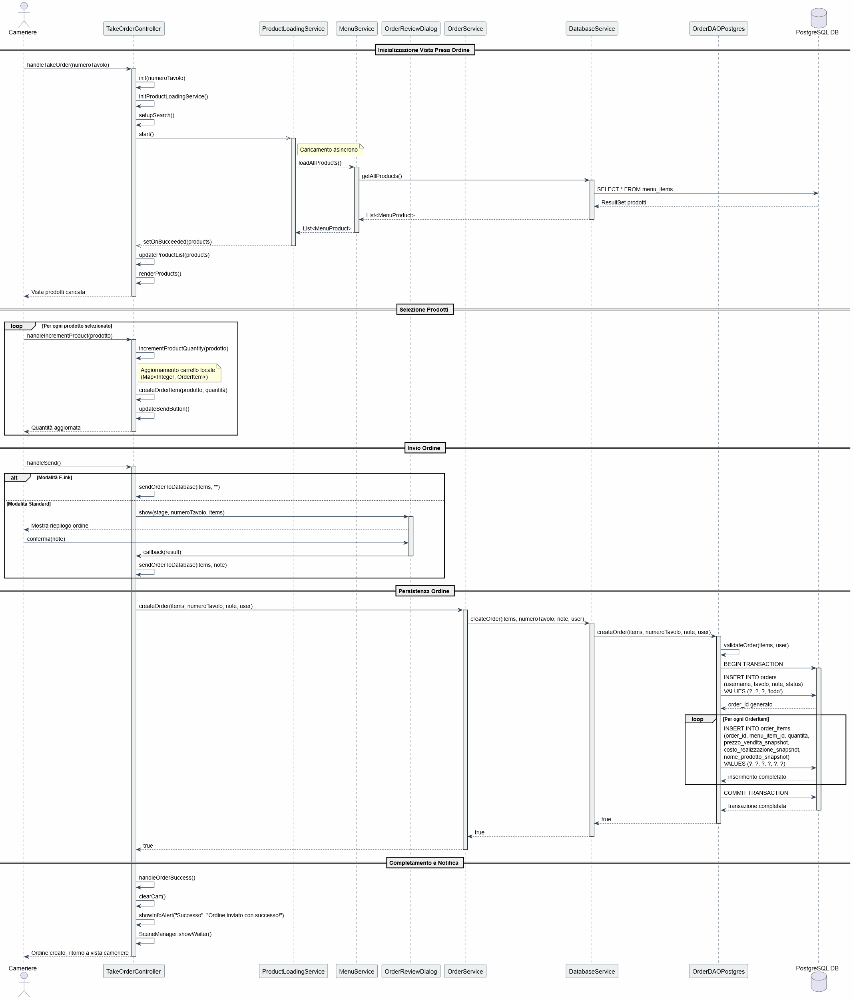 Cameriere
TakeOrderController
ProductLoadingService
MenuService
OrderReviewDialog
OrderService
DatabaseService
OrderDAOPostgres
PostgreSQL DB
Inizializzazione Vista Presa Ordine
handleTakeOrder(numeroTavolo)
init(numeroTavolo)
initProductLoadingService()
setupSearch()
start()
Caricamento asincrono
loadAllProducts()
getAllProducts()
SELECT * FROM menu_items
ResultSet prodotti
List<MenuProduct>
List<MenuProduct>
setOnSucceeded(products)
updateProductList(products)
renderProducts()
Vista prodotti caricata
Selezione Prodotti
loop [Per ogni prodotto selezionato]
handleIncrementProduct(prodotto)
incrementProductQuantity(prodotto)
Aggiornamento carrello locale
(Map<Integer, OrderItem>)
createOrderItem(prodotto, quantità)
updateSendButton()
Quantità aggiornata
Invio Ordine
handleSend()
alt [Modalità E-ink]
sendOrderToDatabase(items, "")
[Modalità Standard]
show(stage, numeroTavolo, items)
Mostra riepilogo ordine
conferma(note)
callback(result)
sendOrderToDatabase(items, note)
Persistenza Ordine
createOrder(items, numeroTavolo, note, user)
createOrder(items, numeroTavolo, note, user)
createOrder(items, numeroTavolo, note, user)
validateOrder(items, user)
BEGIN TRANSACTION
INSERT INTO orders
(username, tavolo, note, status)
VALUES (?, ?, ?, 'todo')
order_id generato
loop [Per ogni OrderItem]
INSERT INTO order_items
(order_id, menu_item_id, quantita,
prezzo_vendita_snapshot,
costo_realizzazione_snapshot,
nome_prodotto_snapshot)
VALUES (?, ?, ?, ?, ?, ?)
inserimento completato
COMMIT TRANSACTION
transazione completata
true
true
true
Completamento e Notifica
handleOrderSuccess()
clearCart()
showInfoAlert("Successo", "Ordine inviato con successo!")
SceneManager.showWaiter()
Ordine creato, ritorno a vista cameriere
Cameriere
TakeOrderController
ProductLoadingService
MenuService
OrderReviewDialog
OrderService
DatabaseService
OrderDAOPostgres
PostgreSQL DB